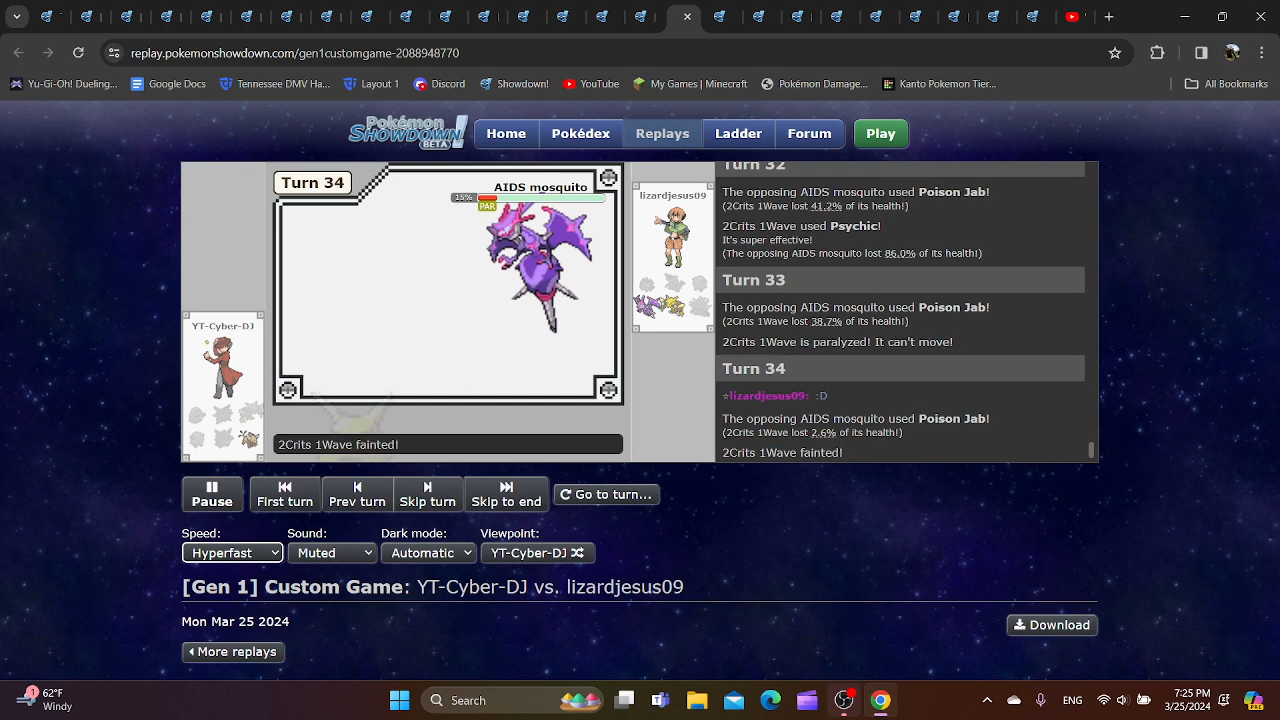 replay.pokemonshowdown.com/gen1customgame-2088948770
Yu-Gi-Oh! Dueling...
Google Docs
Tennessee DMV Ha...
Layout 1
Discord
Showdown!
YouTube
My Games | Minecraft
Pokémon Damage...
Kanto Pokemon Tier...
All Bookmarks
Pokémon
SHOWDOWN!
BETA
Home
Pokédex
Replays
Ladder
Forum
Play
Turn 34
AIDS mosquito
15%
PAR
YT-Cyber-DJ
2Crits 1Wave fainted!
lizardjesus09
Turn 32
The opposing AIDS mosquito used Poison Jab!
(2Crits 1Wave lost 41.2% of its health!)
2Crits 1Wave used Psychic!
It's super effective!
(The opposing AIDS mosquito lost 86.0% of its health!)
Turn 33
The opposing AIDS mosquito used Poison Jab!
(2Crits 1Wave lost 38.7% of its health!)
2Crits 1Wave is paralyzed! It can't move!
Turn 34
☆lizardjesus09: :D
The opposing AIDS mosquito used Poison Jab!
(2Crits 1Wave lost 2.6% of its health!)
2Crits 1Wave fainted!
Pause
First turn
Prev turn
Skip turn
Skip to end
Go to turn...
Speed:
Sound:
Dark mode:
Viewpoint:
Hyperfast
Muted
Automatic
YT-Cyber-DJ
[Gen 1] Custom Game: YT-Cyber-DJ vs. lizardjesus09
Mon Mar 25 2024
Download
More replays
1
62°F
Windy
Search
ENG
7:25 PM
3/25/2024
PRE